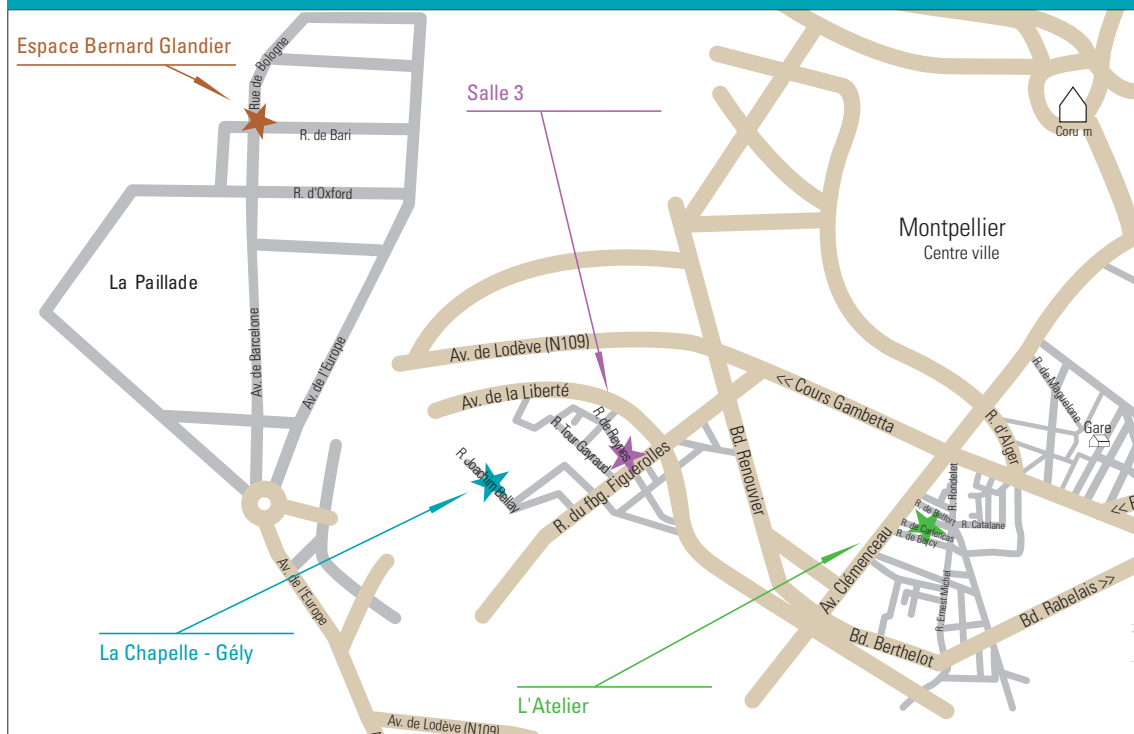 Espace Bernard Glandier
Rue de Bologne
R. de Bari
R. d'Oxford
La Paillade
Av. de Barcelone
Av. de l'Europe
Av. de l'Europe
Av. de Lodève (N109)
Salle 3
Av. de Lodève (N109)
Av. de la Liberté
R. de Reynes
R. Tour Gayraud
R. Joachim Bellay
R. du fbg. Figuerolles
Bd. Renouvier
La Chapelle - Gély
L'Atelier
Coru m
Montpellier
Centre ville
<< Cours Gambetta
R. de Maguelone
Gare
R. d'Alger
R. Rondelet
R. de Belfort
R. Catalane
R. de Carlencas
R. de Bercy
Av. Clémenceau
R. Ernest Michel
Bd. Berthelot
Bd. Rabelais >>
<<